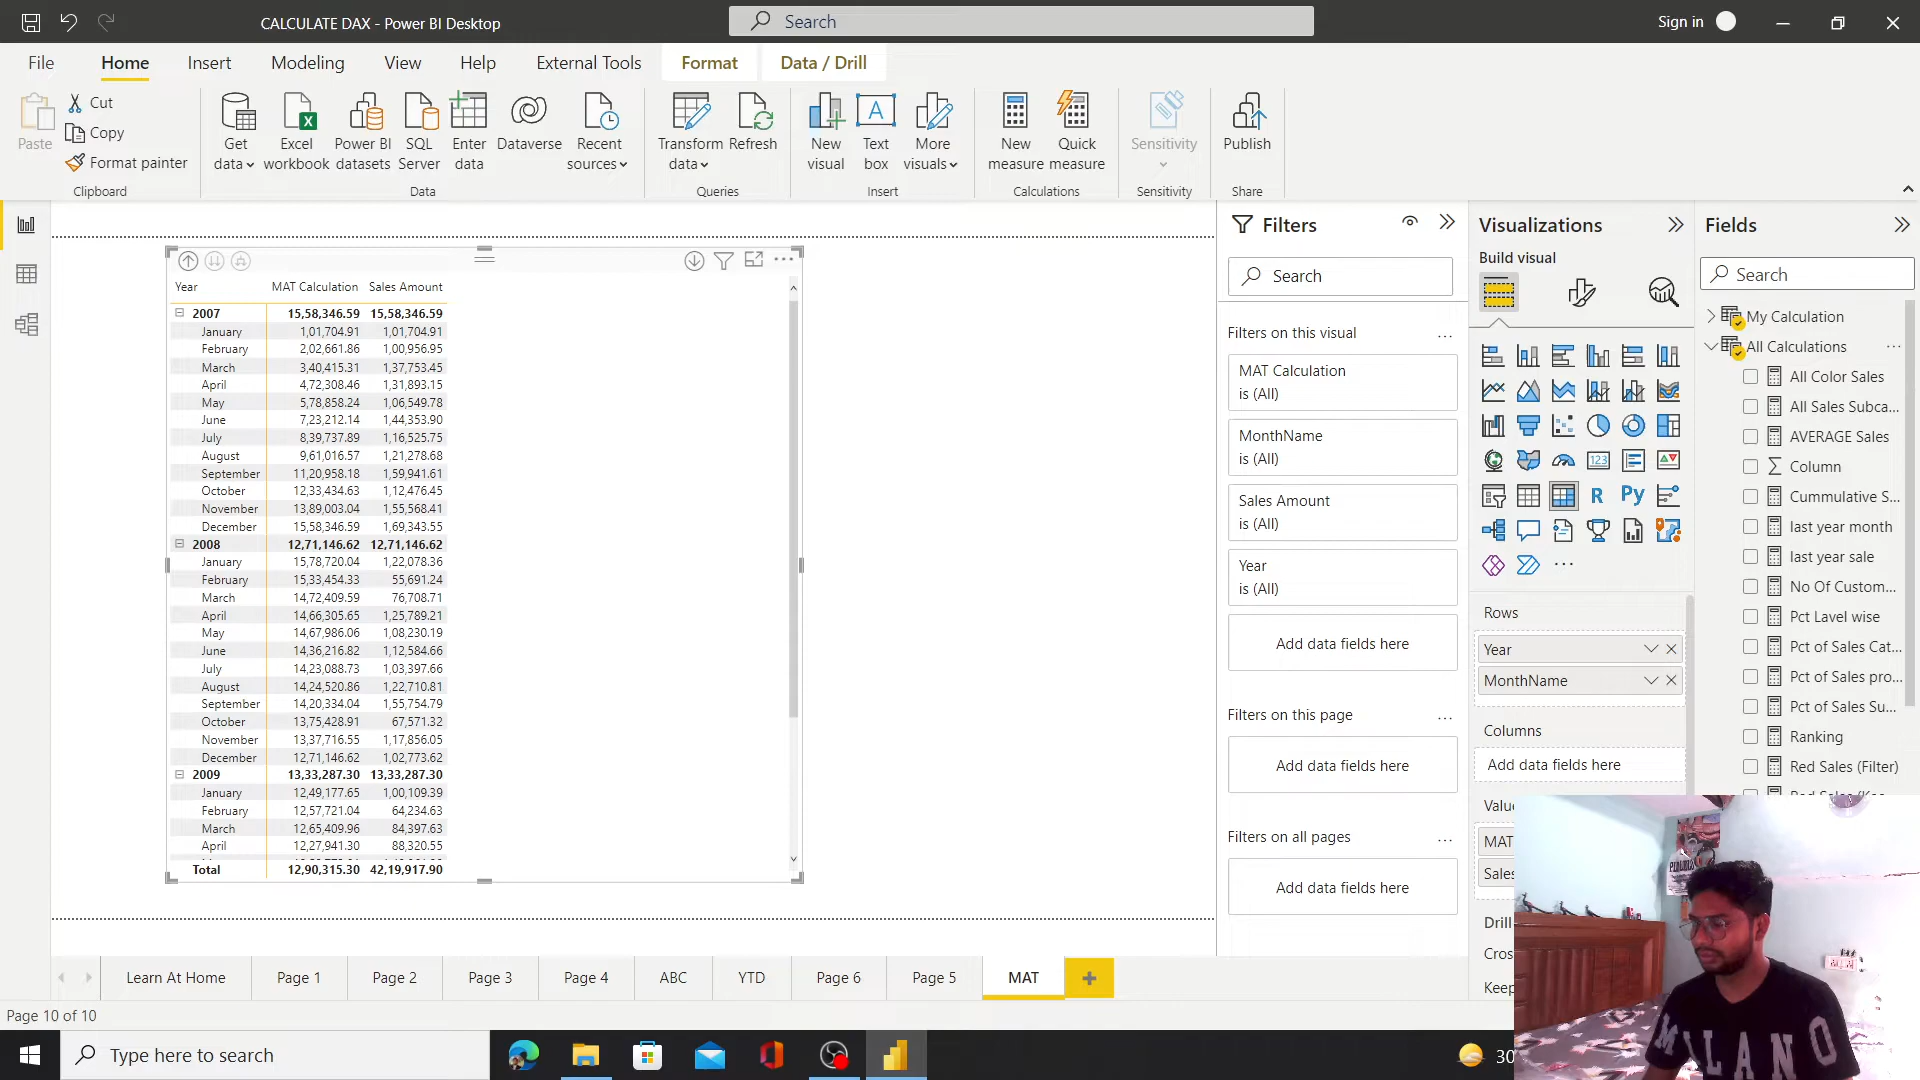 CALCULATE DAX - Power BI Desktop
Search
Sign in
File
Home
Insert
Modeling
View
Help
External Tools
Format
Data / Drill
Paste
Cut
Copy
Format painter
Clipboard
Get data
Excel workbook
Power BI datasets
SQL Server
Enter data
Dataverse
Recent sources
Data
Transform data
Refresh
Queries
New visual
Text box
More visuals
Insert
New measure
Quick measure
Calculations
Sensitivity
Sensitivity
Publish
Share
Year MAT Calculation Sales Amount
2007 15,58,346.59 15,58,346.59
January 1,01,704.91 1,01,704.91
February 2,02,661.86 1,00,956.95
March 3,40,415.31 1,37,753.45
April 4,72,308.46 1,31,893.15
May 5,78,858.24 1,06,549.78
June 7,23,212.14 1,44,353.90
July 8,39,737.89 1,16,525.75
August 9,61,016.57 1,21,278.68
September 11,20,958.18 1,59,941.61
October 12,33,434.63 1,12,476.45
November 13,89,003.04 1,55,568.41
December 15,58,346.59 1,69,343.55
2008 12,71,146.62 12,71,146.62
January 15,78,720.04 1,22,078.36
February 15,33,454.33 55,691.24
March 14,72,409.59 76,708.71
April 14,66,305.65 1,25,789.21
May 14,67,986.06 1,08,230.19
June 14,36,216.82 1,12,584.66
July 14,23,088.73 1,03,397.66
August 14,24,520.86 1,22,710.81
September 14,20,334.04 1,55,754.79
October 13,75,428.91 67,571.32
November 13,37,716.55 1,17,856.05
December 12,71,146.62 1,02,773.62
2009 13,33,287.30 13,33,287.30
January 12,49,177.65 1,00,109.39
February 12,57,721.04 64,234.63
March 12,65,409.96 84,397.63
April 12,27,941.30 88,320.55
Total 12,90,315.30 42,19,917.90
Filters
Search
Filters on this visual
MAT Calculation
is (All)
MonthName
is (All)
Sales Amount
is (All)
Year
is (All)
Add data fields here
Filters on this page
Add data fields here
Filters on all pages
Add data fields here
Visualizations
Build visual
R
Py
123
Rows
Year
MonthName
Columns
Add data fields here
Valu
MAT
Sales
Drill
Cros
Keep
Fields
Search
My Calculation
All Calculations
All Color Sales
All Sales Subca...
AVERAGE Sales
Column
Cummulative S...
last year month
last year sale
No Of Custom...
Pct Lavel wise
Pct of Sales Cat...
Pct of Sales pro...
Pct of Sales Su...
Ranking
Red Sales (Filter)
MILANO
Learn At Home
Page 1
Page 2
Page 3
Page 4
ABC
YTD
Page 6
Page 5
MAT
Page 10 of 10
Type here to search
30